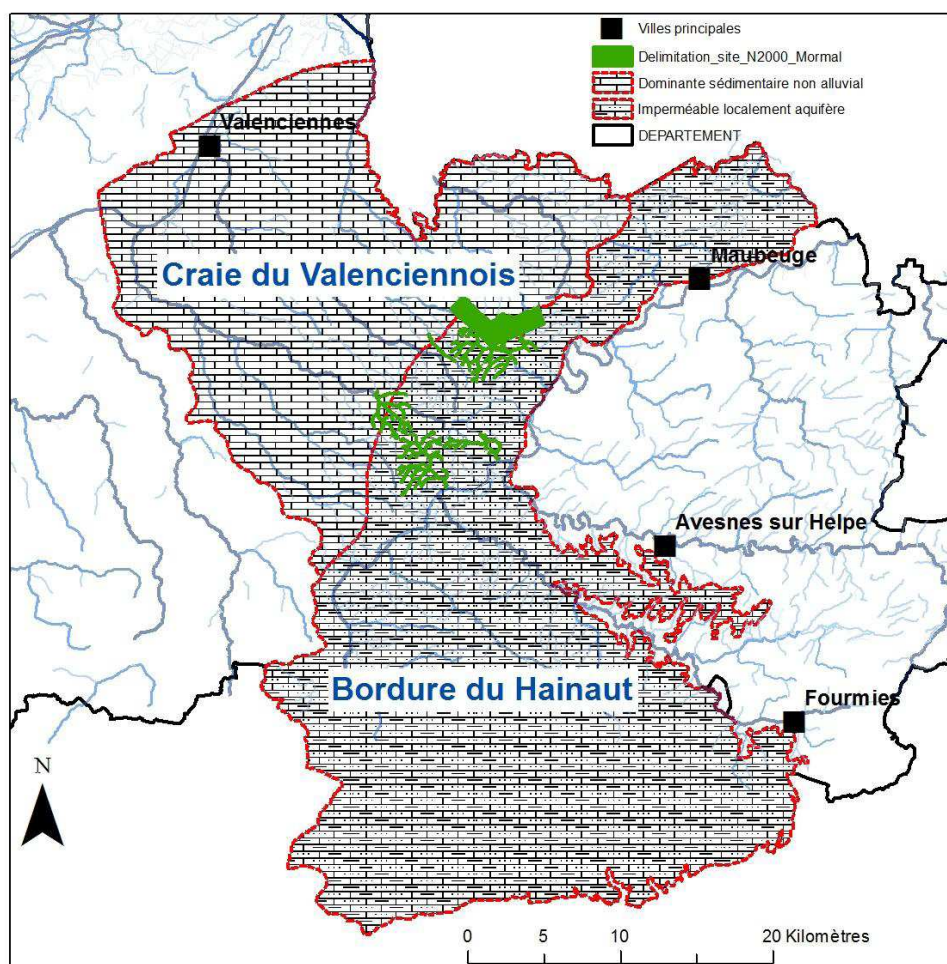 Villes principales
Delimitation_site_N2000_Mormal
Dominante sédimentaire non alluvial
Imperméable localement aquifère
DEPARTEMENT
Valenciennes
Craie du Valenciennois
Maubeuge
Avesnes sur Helpe
Bordure du Hainaut
Fourmies
N
0 5 10 20 Kilomètres